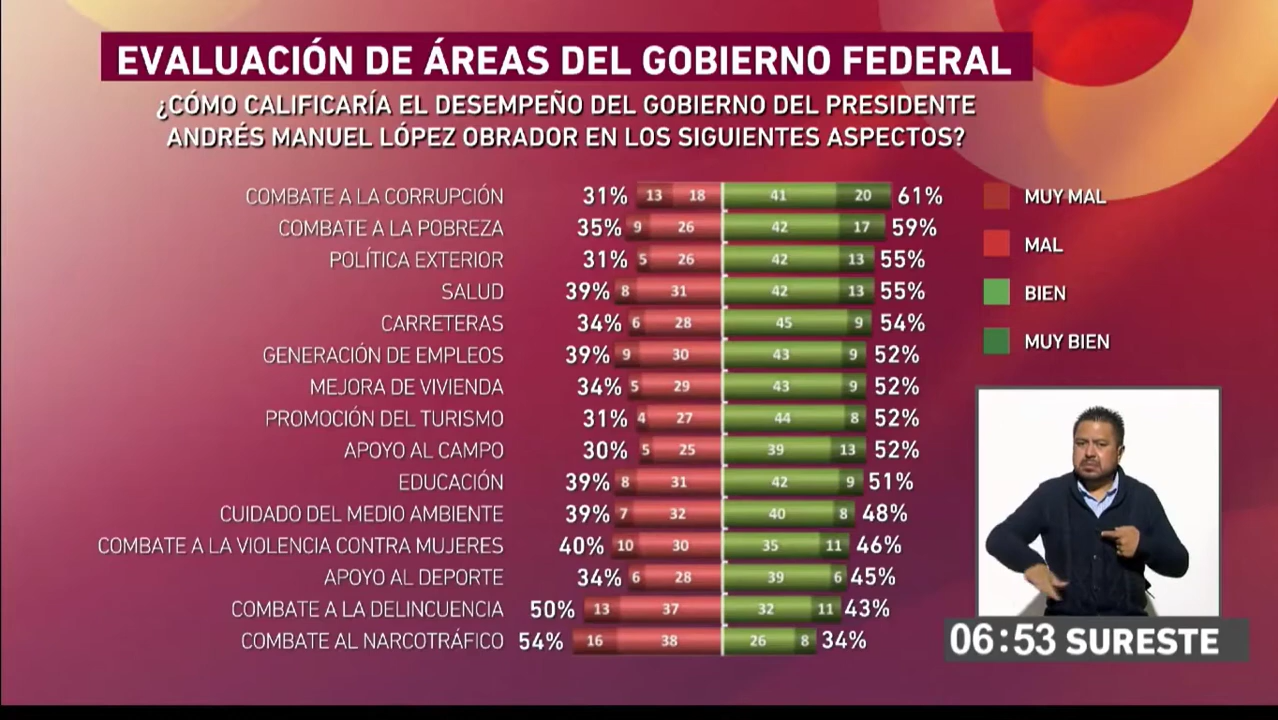 EVALUACIÓN DE ÁREAS DEL GOBIERNO FEDERAL
¿CÓMO CALIFICARÍA EL DESEMPEÑO DEL GOBIERNO DEL PRESIDENTE
ANDRÉS MANUEL LÓPEZ OBRADOR EN LOS SIGUIENTES ASPECTOS?
COMBATE A LA CORRUPCIÓN 31% 13 18 41 20 61%
COMBATE A LA POBREZA 35% 9 26 42 17 59%
POLÍTICA EXTERIOR 31% 5 26 42 13 55%
SALUD 39% 8 31 42 13 55%
CARRETERAS 34% 6 28 45 9 54%
GENERACIÓN DE EMPLEOS 39% 9 30 43 9 52%
MEJORA DE VIVIENDA 34% 5 29 43 9 52%
PROMOCIÓN DEL TURISMO 31% 4 27 44 8 52%
APOYO AL CAMPO 30% 5 25 39 13 52%
EDUCACIÓN 39% 8 31 42 9 51%
CUIDADO DEL MEDIO AMBIENTE 39% 7 32 40 8 48%
COMBATE A LA VIOLENCIA CONTRA MUJERES 40% 10 30 35 11 46%
APOYO AL DEPORTE 34% 6 28 39 6 45%
COMBATE A LA DELINCUENCIA 50% 13 37 32 11 43%
COMBATE AL NARCOTRÁFICO 54% 16 38 26 8 34%
MUY MAL
MAL
BIEN
MUY BIEN
06:53 SURESTE